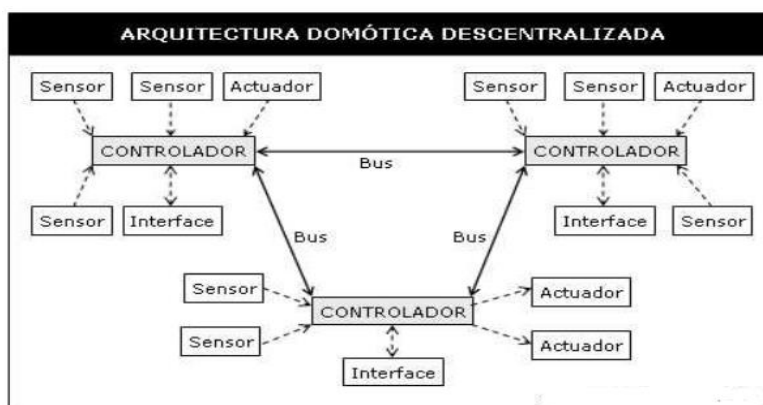 ARQUITECTURA DOMÓTICA DESCENTRALIZADA
Sensor Sensor Actuador Sensor Sensor Actuador
CONTROLADOR CONTROLADOR
Bus
Sensor Interface Interface Sensor
Bus Bus
Sensor Actuador
CONTROLADOR
Sensor Actuador
Interface